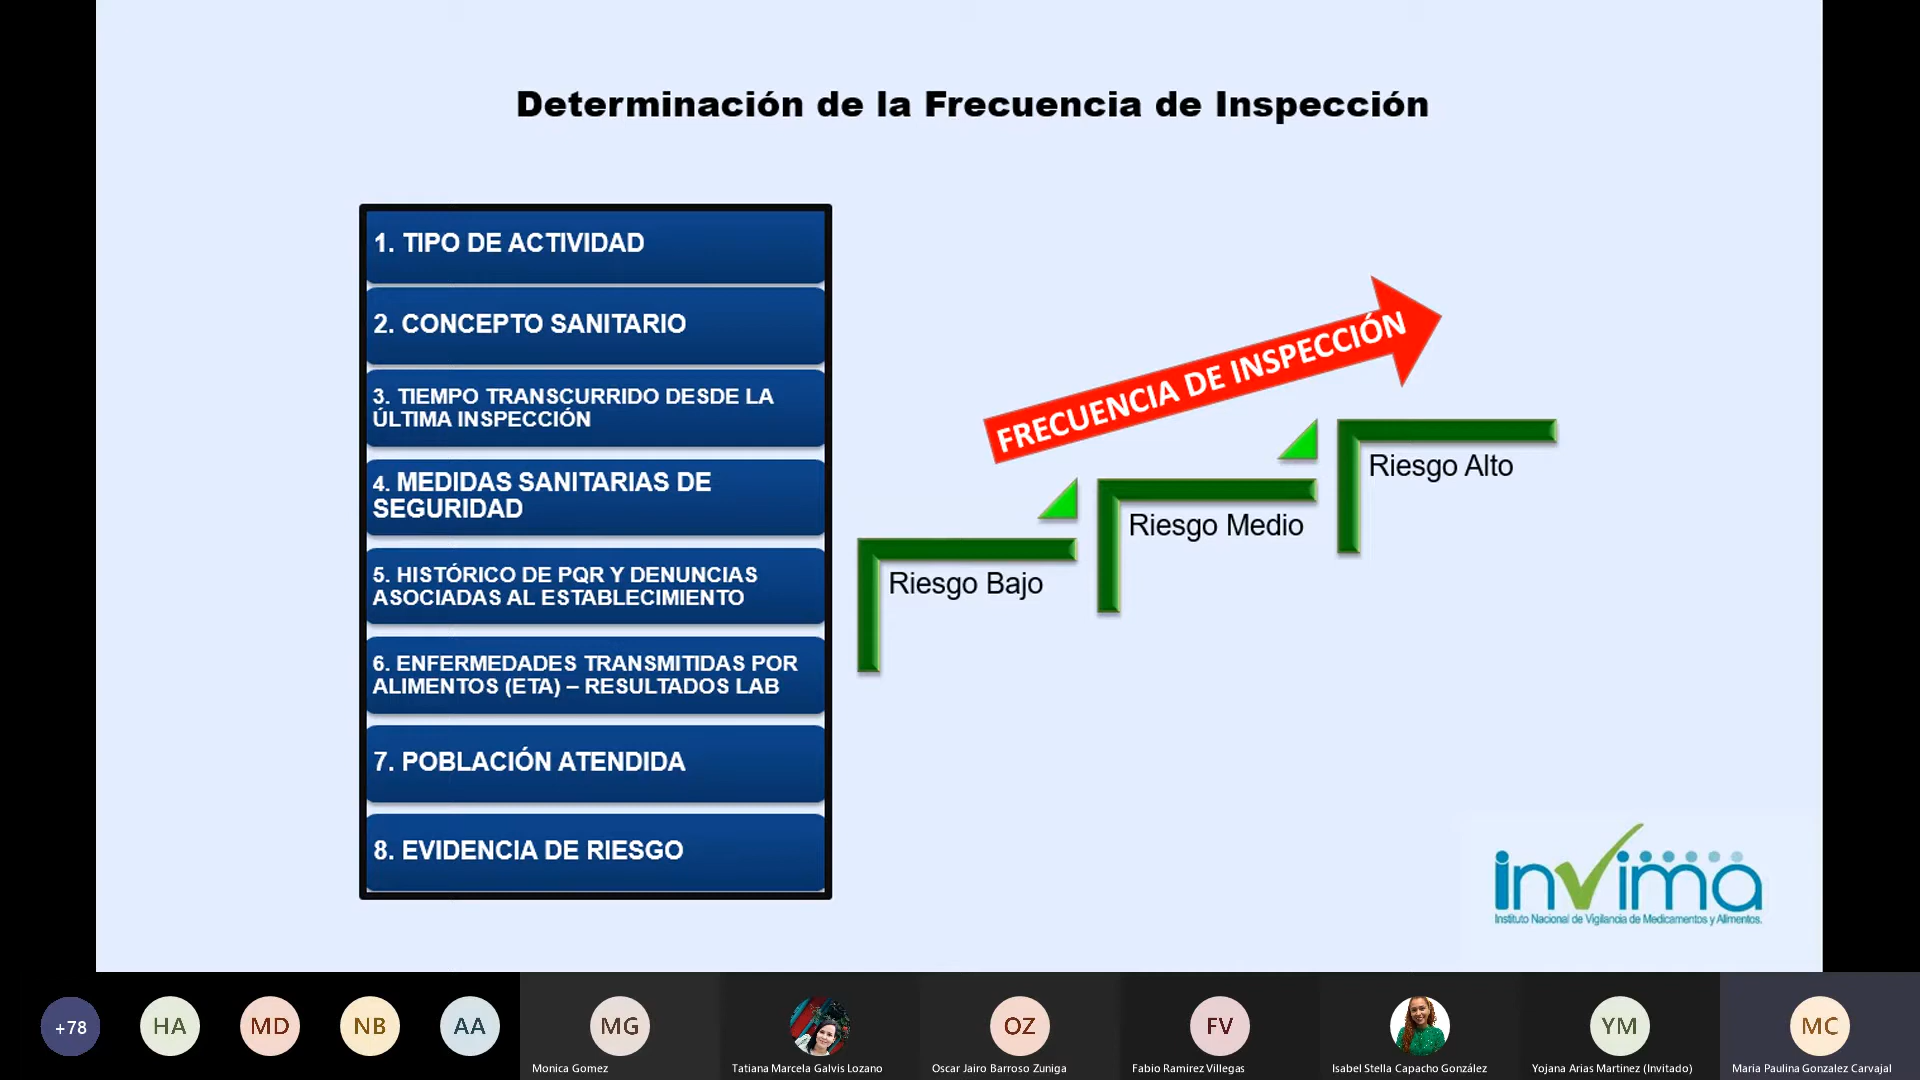 Determinación de la Frecuencia de Inspección
1. TIPO DE ACTIVIDAD
2. CONCEPTO SANITARIO
3. TIEMPO TRANSCURRIDO DESDE LA
ÚLTIMA INSPECCIÓN
4. MEDIDAS SANITARIAS DE
SEGURIDAD
5. HISTÓRICO DE PQR Y DENUNCIAS
ASOCIADAS AL ESTABLECIMIENTO
6. ENFERMEDADES TRANSMITIDAS POR
ALIMENTOS (ETA) – RESULTADOS LAB
7. POBLACIÓN ATENDIDA
8. EVIDENCIA DE RIESGO
FRECUENCIA DE INSPECCIÓN
Riesgo Bajo
Riesgo Medio
Riesgo Alto
invima
Instituto Nacional de Vigilancia de Medicamentos y Alimentos.
+78
HA
MD
NB
AA
MG
OZ
FV
YM
MC
Monica Gomez
Tatiana Marcela Galvis Lozano
Oscar Jairo Barroso Zuniga
Fabio Ramirez Villegas
Isabel Stella Capacho González
Yojana Arias Martinez (Invitado)
Maria Paulina Gonzalez Carvajal